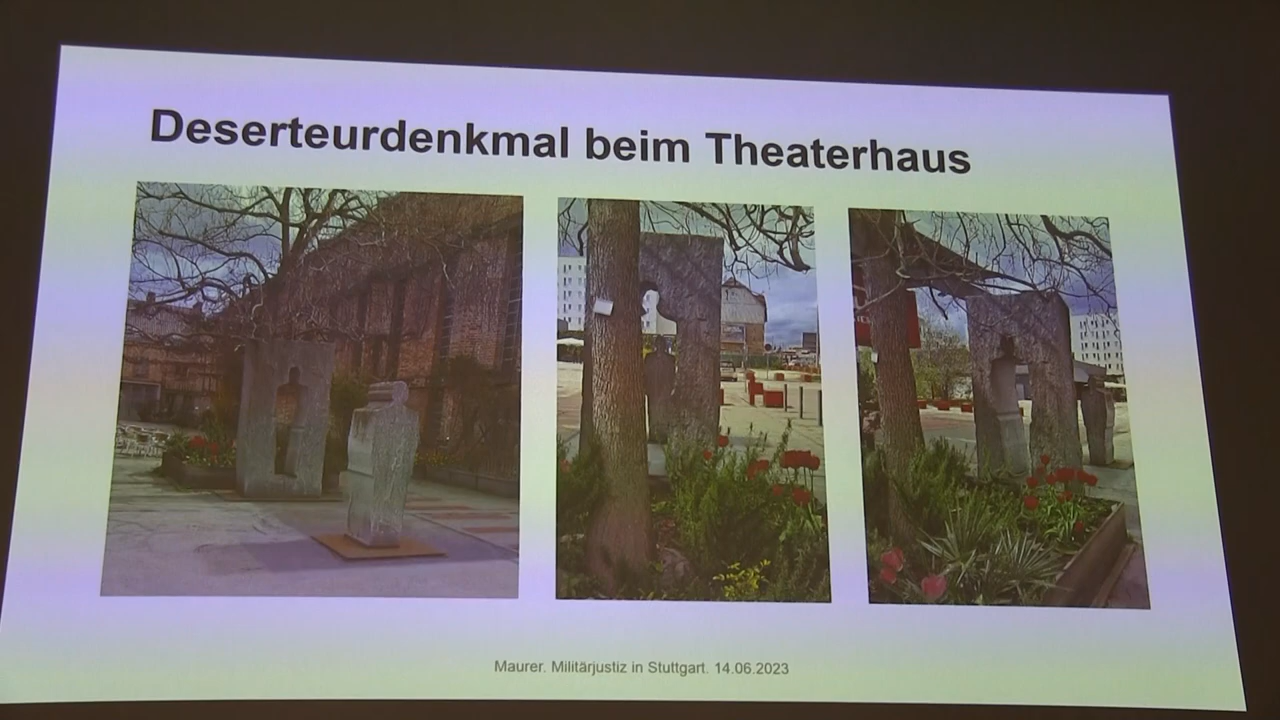 Deserteurdenkmal beim Theaterhaus
Maurer. Militärjustiz in Stuttgart. 14.06.2023